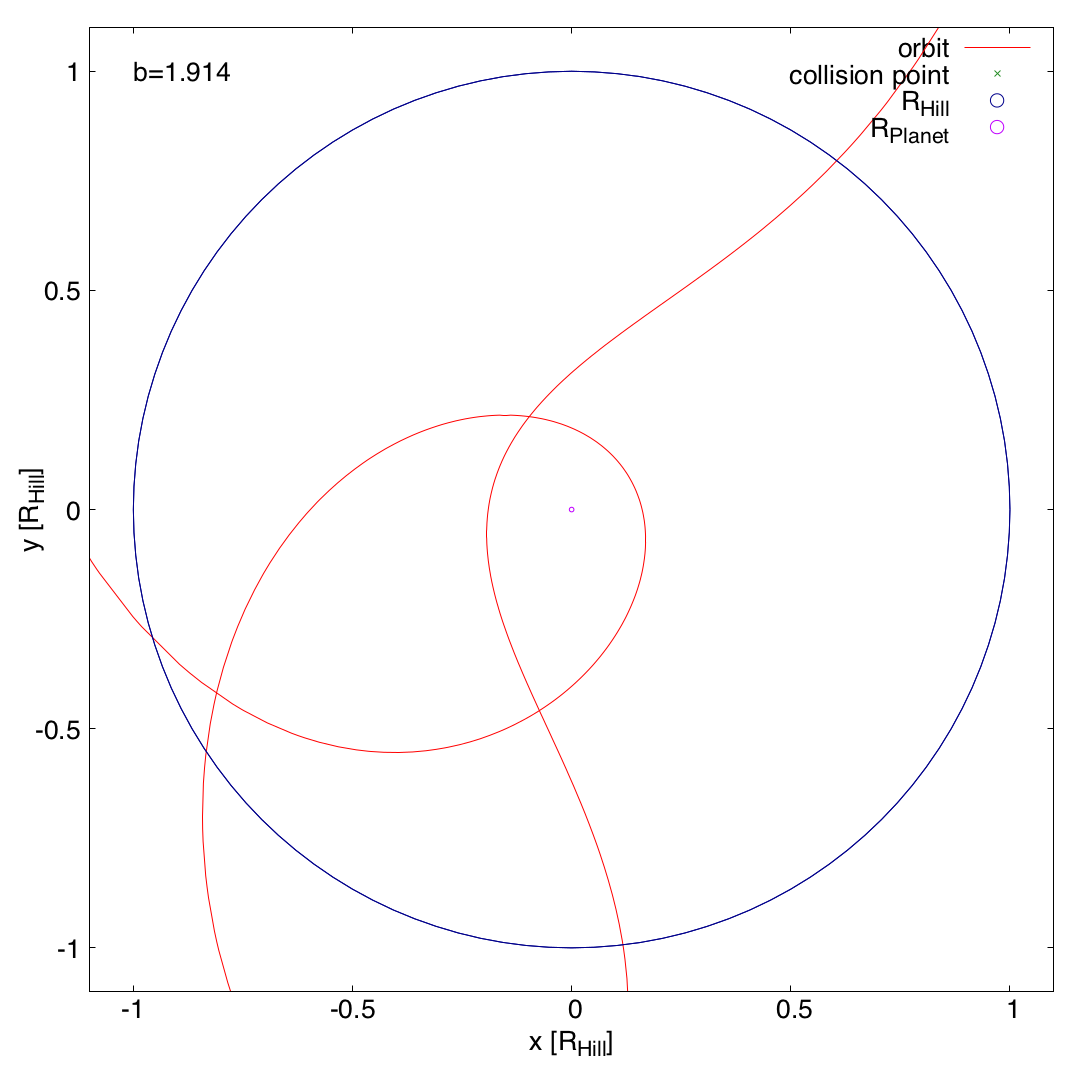 b=1.914
orbit
collision point
R_Hill
R_Planet
1
0.5
0
-0.5
-1
y [R_Hill]
-1
-0.5
0
0.5
1
x [R_Hill]